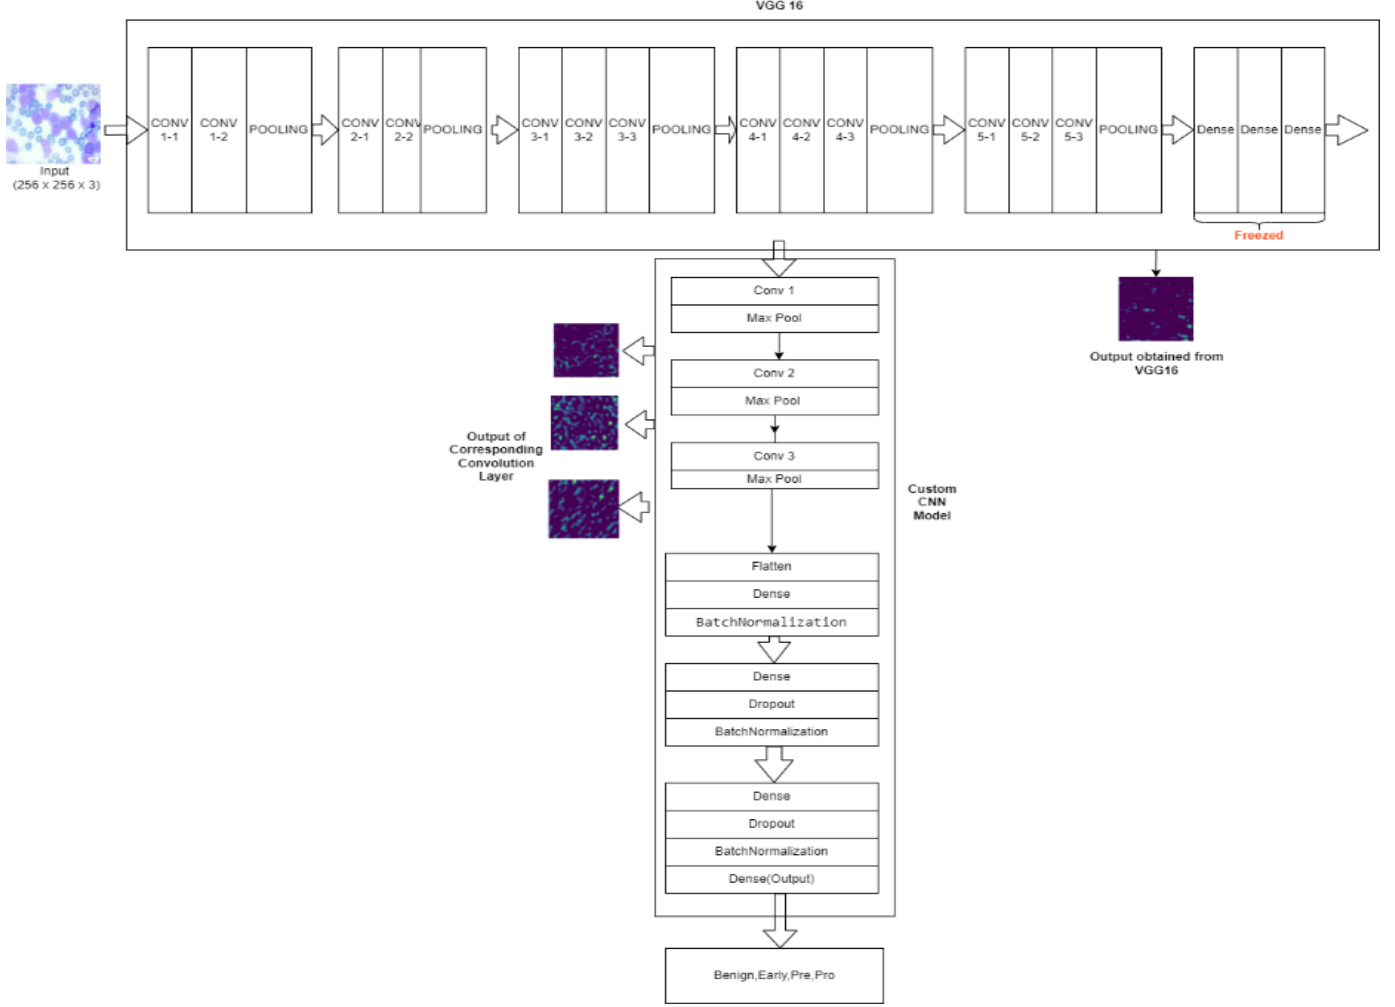 VGG 16
CONV
1-1
CONV
1-2
POOLING
CONV
2-1
CONV
2-2
POOLING
CONV
3-1
CONV
3-2
CONV
3-3
POOLING
CONV
4-1
CONV
4-2
CONV
4-3
POOLING
CONV
5-1
CONV
5-2
CONV
5-3
POOLING
Dense
Dense
Dense
Input
(256 x 256 x 3)
Freezed
Conv 1
Max Pool
Output obtained from
VGG16
Conv 2
Max Pool
Output of
Corresponding
Convolution
Layer
Conv 3
Max Pool
Custom
CNN
Model
Flatten
Dense
BatchNormalization
Dense
Dropout
BatchNormalization
Dense
Dropout
BatchNormalization
Dense(Output)
Benign,Early,Pre,Pro